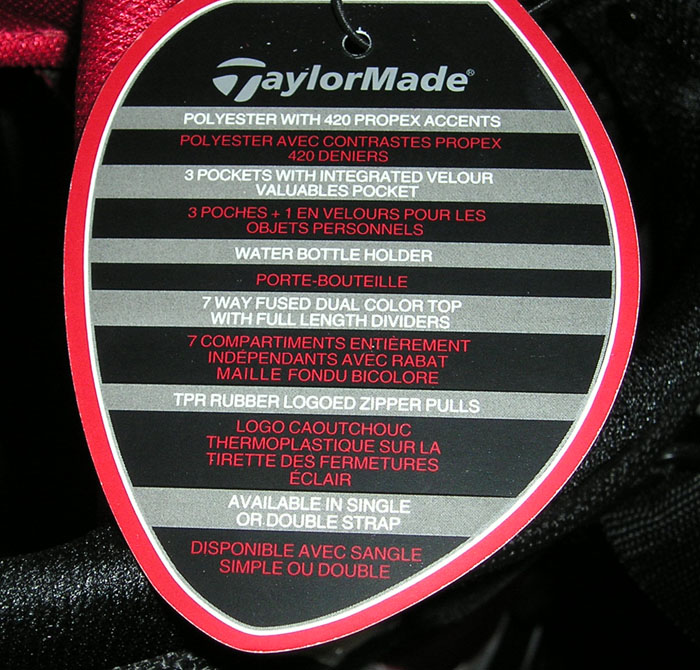 TaylorMade®
POLYESTER WITH 420 PROPEX ACCENTS
POLYESTER AVEC CONTRASTES PROPEX
420 DENIERS
3 POCKETS WITH INTEGRATED VELOUR
VALUABLES POCKET
3 POCHES + 1 EN VELOURS POUR LES
OBJETS PERSONNELS
WATER BOTTLE HOLDER
PORTE-BOUTEILLE
7 WAY FUSED DUAL COLOR TOP
WITH FULL LENGTH DIVIDERS
7 COMPARTIMENTS ENTIÈREMENT
INDÉPENDANTS AVEC RABAT
MAILLE FONDU BICOLORE
TPR RUBBER LOGOED ZIPPER PULLS
LOGO CAOUTCHOUC
THERMOPLASTIQUE SUR LA
TIRETTE DES FERMETURES
ÉCLAIR
AVAILABLE IN SINGLE
OR DOUBLE STRAP
DISPONIBLE AVEC SANGLE
SIMPLE OU DOUBLE